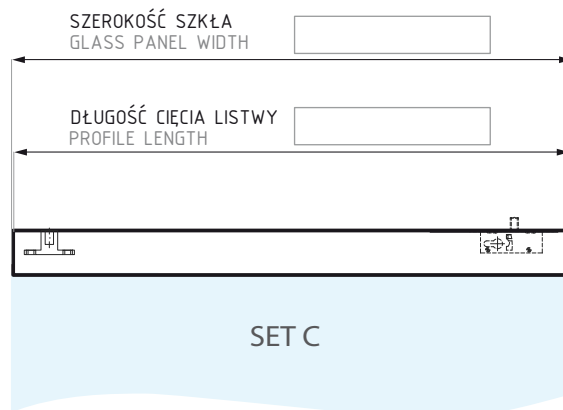 SZEROKOŚĆ SZKŁA
GLASS PANEL WIDTH
DŁUGOŚĆ CIĘCIA LISTWY
PROFILE LENGTH
SET C